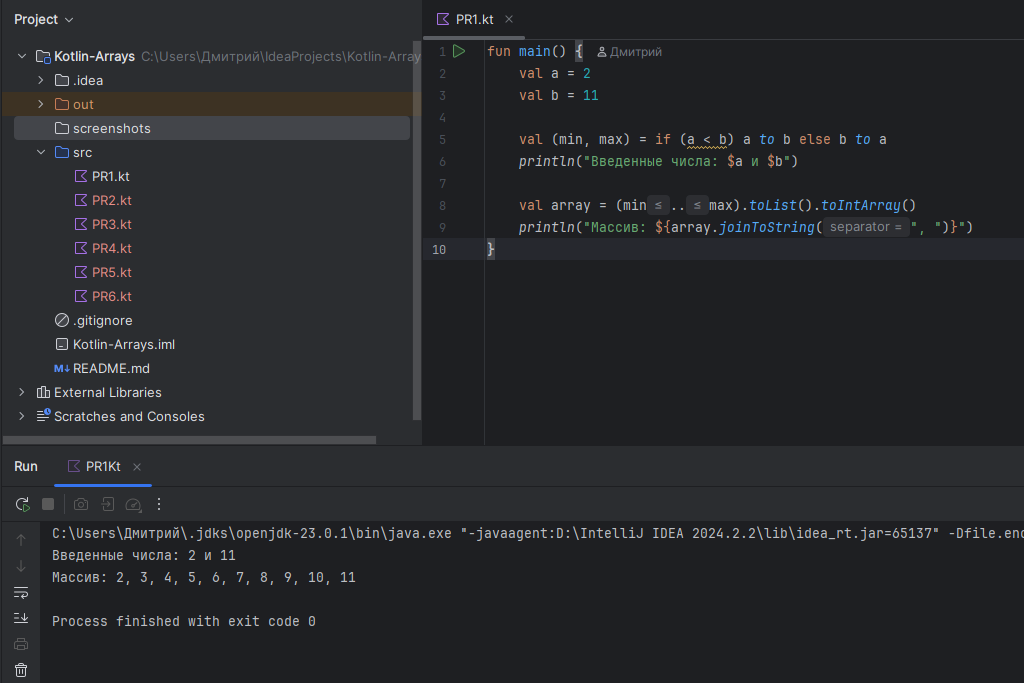 Project
Kotlin-Arrays C:\Users\Дмитрий\IdeaProjects\Kotlin-Array
.idea
out
screenshots
src
PR1.kt
PR2.kt
PR3.kt
PR4.kt
PR5.kt
PR6.kt
.gitignore
Kotlin-Arrays.iml
M↓ README.md
External Libraries
Scratches and Consoles
PR1.kt
1 fun main() { Дмитрий
2 val a = 2
3 val b = 11
4
5 val (min, max) = if (a < b) a to b else b to a
6 println("Введенные числа: $a и $b")
7
8 val array = (min ≤ .. ≤ max).toList().toIntArray()
9 println("Массив: ${array.joinToString( separator = ", ")}")
10 }
Run PR1Kt
C:\Users\Дмитрий\.jdks\openjdk-23.0.1\bin\java.exe "-javaagent:D:\IntelliJ IDEA 2024.2.2\lib\idea_rt.jar=65137" -Dfile.enc
Введенные числа: 2 и 11
Массив: 2, 3, 4, 5, 6, 7, 8, 9, 10, 11
Process finished with exit code 0